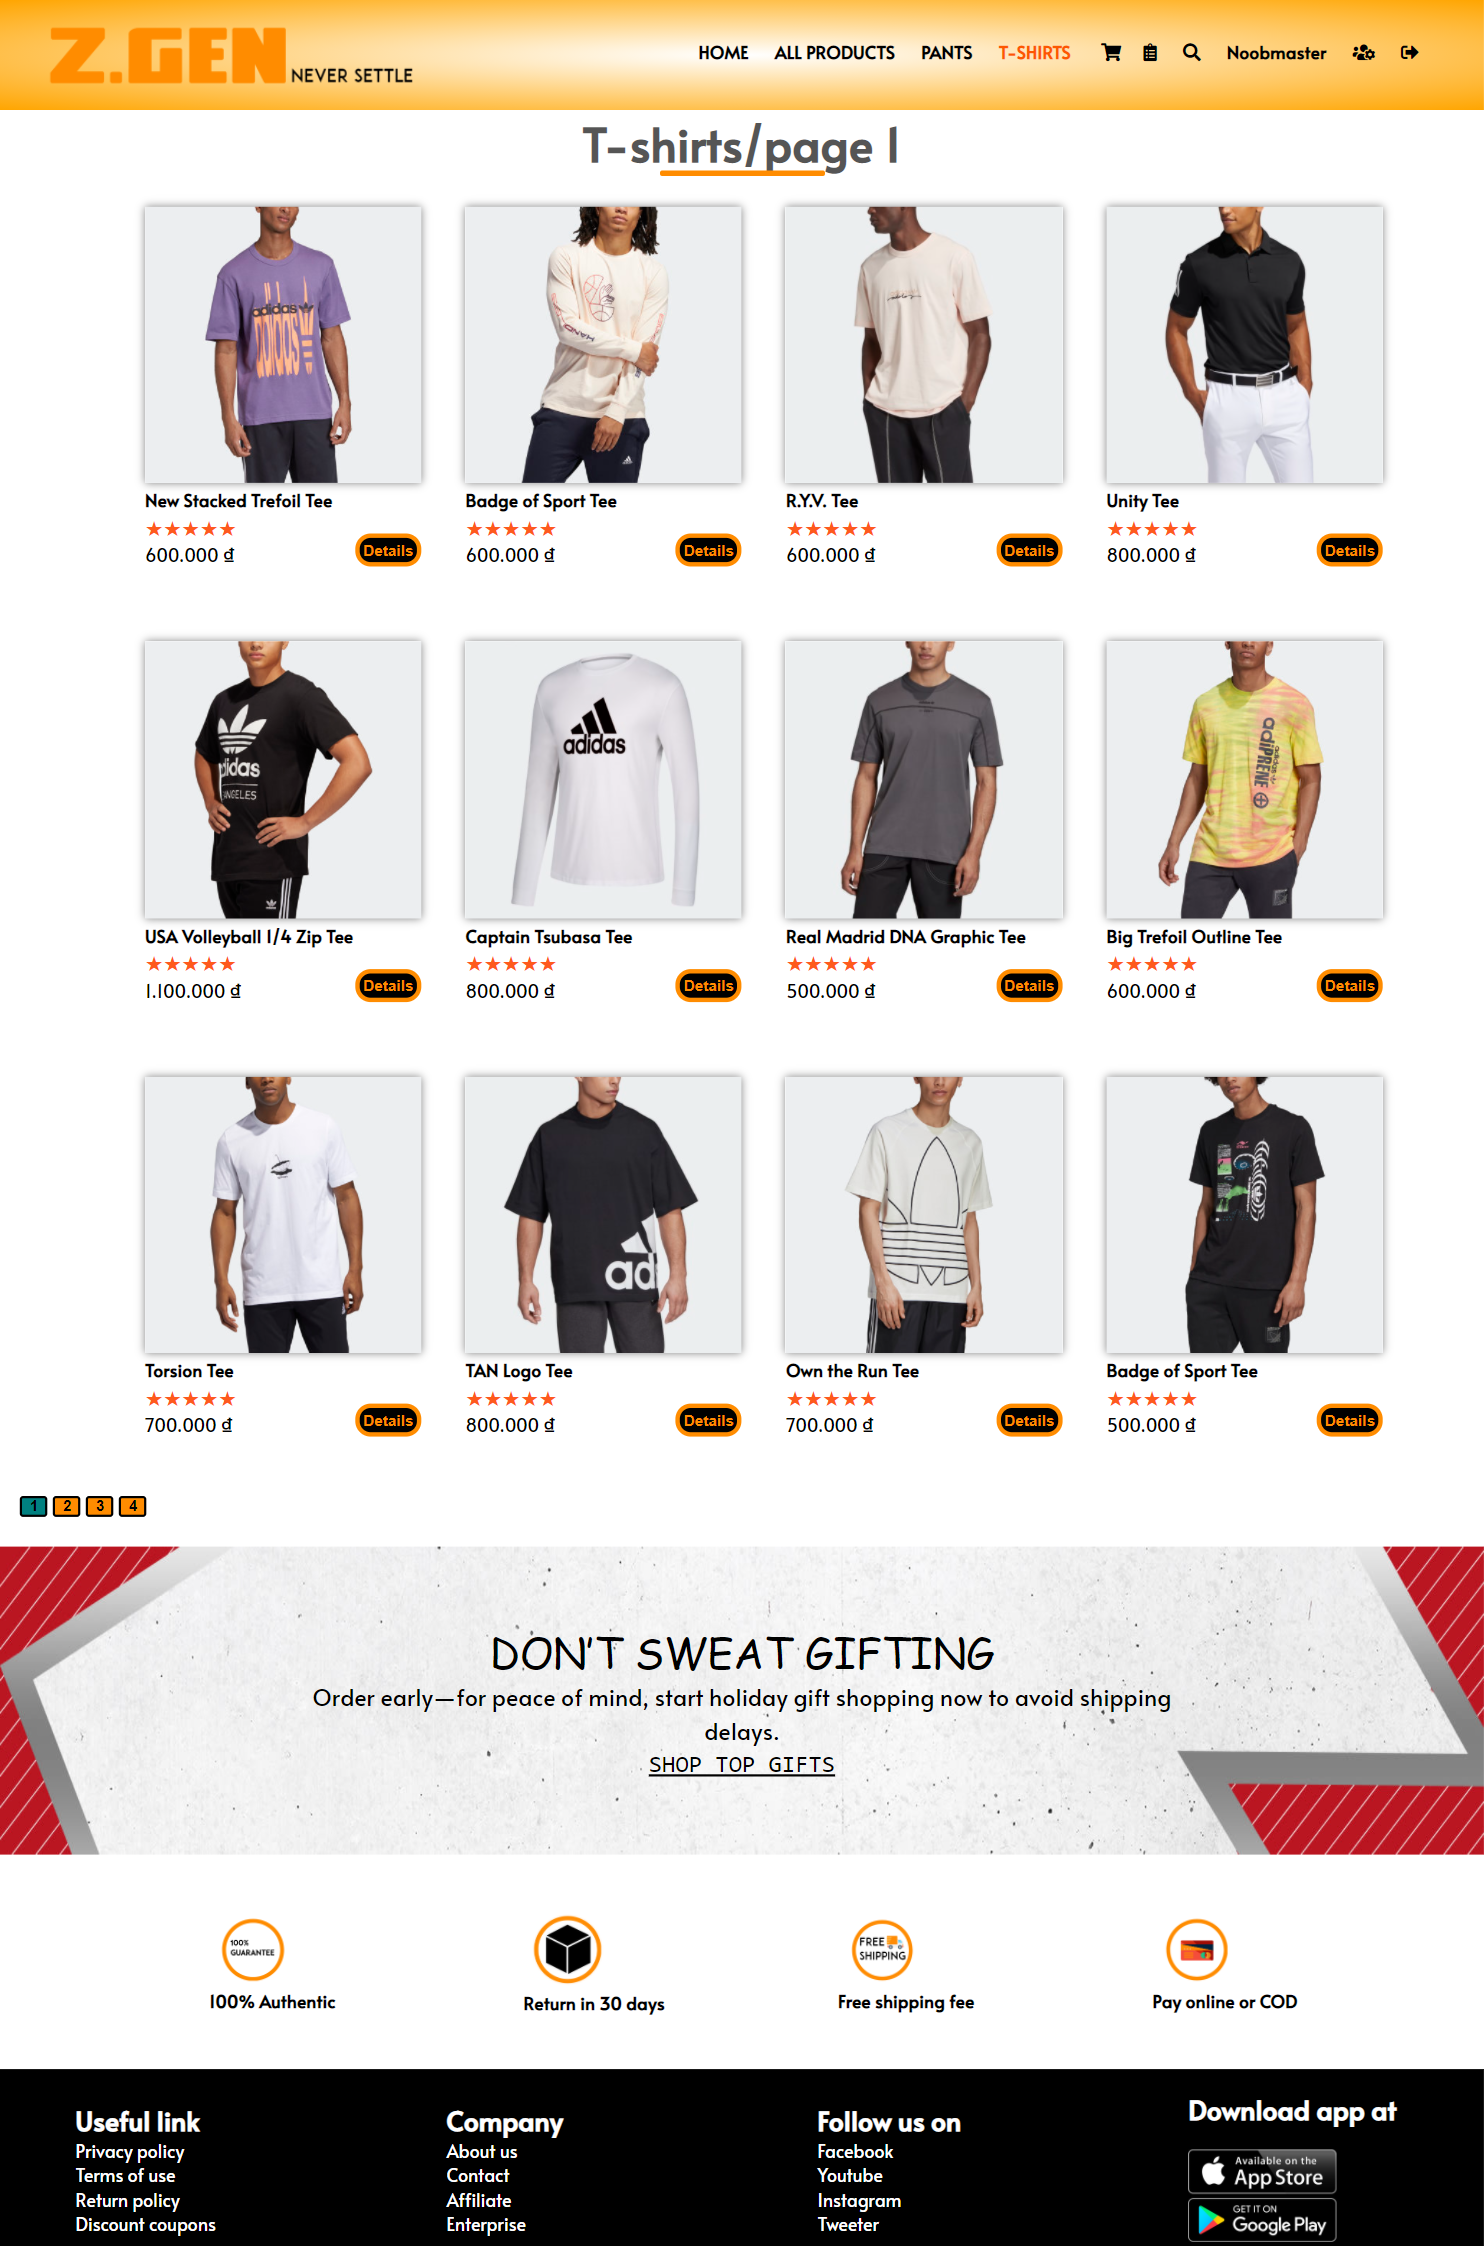 Z.GEN NEVER SETTLE
HOME ALL PRODUCTS PANTS T-SHIRTS Noobmaster
T-shirts/page 1
adidas
adidas
New Stacked Trefoil Tee
★★★★★
600.000 ₫
Details
Badge of Sport Tee
★★★★★
600.000 ₫
Details
R.Y.V. Tee
★★★★★
600.000 ₫
Details
Unity Tee
★★★★★
800.000 ₫
Details
USA Volleyball 1/4 Zip Tee
★★★★★
1.100.000 ₫
Details
adidas
Captain Tsubasa Tee
★★★★★
800.000 ₫
Details
Real Madrid DNA Graphic Tee
★★★★★
500.000 ₫
Details
adiPRENE
Big Trefoil Outline Tee
★★★★★
600.000 ₫
Details
Torsion Tee
★★★★★
700.000 ₫
Details
TAN Logo Tee
★★★★★
800.000 ₫
Details
Own the Run Tee
★★★★★
700.000 ₫
Details
Badge of Sport Tee
★★★★★
500.000 ₫
Details
1 2 3 4
DON'T SWEAT GIFTING
Order early—for peace of mind, start holiday gift shopping now to avoid shipping
delays.
SHOP TOP GIFTS
100%
GUARANTEE
100% Authentic
Return in 30 days
FREE
SHIPPING
Free shipping fee
Pay online or COD
Useful link
Privacy policy
Terms of use
Return policy
Discount coupons
Company
About us
Contact
Affiliate
Enterprise
Follow us on
Facebook
Youtube
Instagram
Tweeter
Download app at
Available on the
App Store
GET IT ON
Google Play